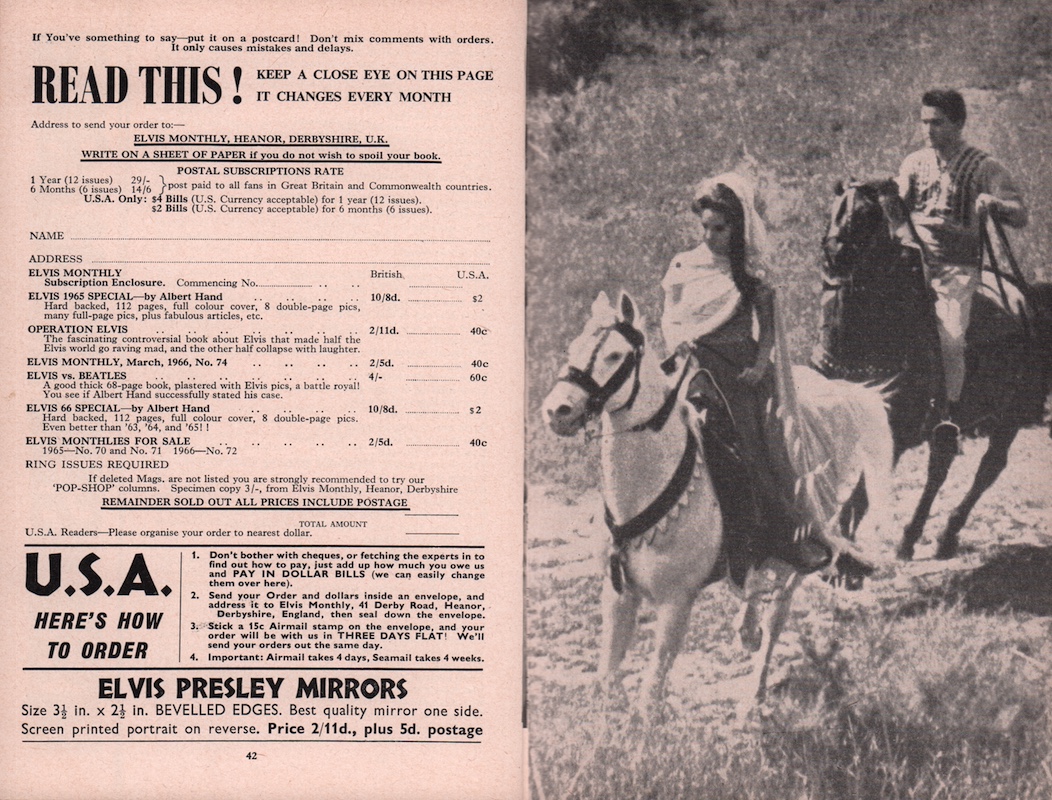 If You've something to say—put it on a postcard! Don't mix comments with orders.
It only causes mistakes and delays.
READ THIS!
KEEP A CLOSE EYE ON THIS PAGE
IT CHANGES EVERY MONTH
Address to send your order to:—
ELVIS MONTHLY, HEANOR, DERBYSHIRE, U.K.
WRITE ON A SHEET OF PAPER if you do not wish to spoil your book.
POSTAL SUBSCRIPTIONS RATE
1 Year (12 issues) 29/-
6 Months (6 issues) 14/6
} post paid to all fans in Great Britain and Commonwealth countries.
U.S.A. Only: $4 Bills (U.S. Currency acceptable) for 1 year (12 issues).
$2 Bills (U.S. Currency acceptable) for 6 months (6 issues).
NAME
ADDRESS
ELVIS MONTHLY British. U.S.A.
Subscription Enclosure. Commencing No. .. ..
ELVIS 1965 SPECIAL—by Albert Hand .. .. .. .. 10/8d. $2
Hard backed, 112 pages, full colour cover, 8 double-page pics,
many full-page pics, plus fabulous articles, etc.
OPERATION ELVIS .. .. .. .. .. .. 2/11d. 40c
The fascinating controversial book about Elvis that made half the
Elvis world go raving mad, and the other half collapse with laughter.
ELVIS MONTHLY, March, 1966, No. 74 .. .. .. .. 2/5d. 40c
ELVIS vs. BEATLES .. .. .. .. .. .. 4/- 60c
A good thick 68-page book, plastered with Elvis pics, a battle royal!
You see if Albert Hand successfully stated his case.
ELVIS 66 SPECIAL—by Albert Hand .. .. .. .. 10/8d. $2
Hard backed, 112 pages, full colour cover, 8 double-page pics.
Even better than '63, '64, and '65! !
ELVIS MONTHLIES FOR SALE .. .. .. .. 2/5d. 40c
1965—No. 70 and No. 71 1966—No. 72
RING ISSUES REQUIRED
If deleted Mags. are not listed you are strongly recommended to try our
'POP-SHOP' columns. Specimen copy 3/-, from Elvis Monthly, Heanor, Derbyshire
REMAINDER SOLD OUT ALL PRICES INCLUDE POSTAGE
TOTAL AMOUNT
U.S.A. Readers—Please organise your order to nearest dollar.
U.S.A.
HERE'S HOW
TO ORDER
1. Don't bother with cheques, or fetching the experts in to
find out how to pay, just add up how much you owe us
and PAY IN DOLLAR BILLS (we can easily change
them over here).
2. Send your Order and dollars inside an envelope, and
address it to Elvis Monthly, 41 Derby Road, Heanor,
Derbyshire, England, then seal down the envelope.
3. Stick a 15c Airmail stamp on the envelope, and your
order will be with us in THREE DAYS FLAT! We'll
send your orders out the same day.
4. Important: Airmail takes 4 days, Seamail takes 4 weeks.
ELVIS PRESLEY MIRRORS
Size 3½ in. x 2½ in. BEVELLED EDGES. Best quality mirror one side.
Screen printed portrait on reverse. Price 2/11d., plus 5d. postage
42